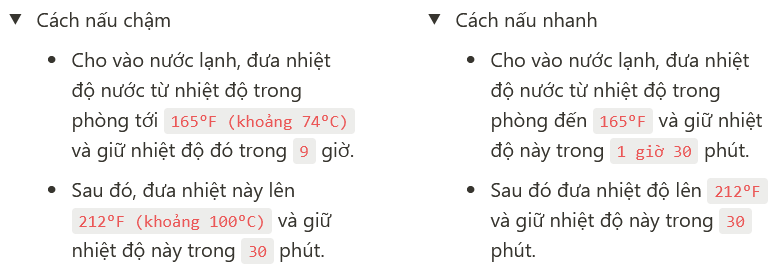 Cách nấu chậm
Cho vào nước lạnh, đưa nhiệt
độ nước từ nhiệt độ trong
phòng tới 165°F (khoảng 74°C)
và giữ nhiệt độ đó trong 9 giờ.
Sau đó, đưa nhiệt này lên
212°F (khoảng 100°C) và giữ
nhiệt độ này trong 30 phút.
Cách nấu nhanh
Cho vào nước lạnh, đưa nhiệt
độ nước từ nhiệt độ trong
phòng đến 165°F và giữ nhiệt
độ này trong 1 giờ 30 phút.
Sau đó đưa nhiệt độ lên 212°F
và giữ nhiệt độ này trong 30
phút.